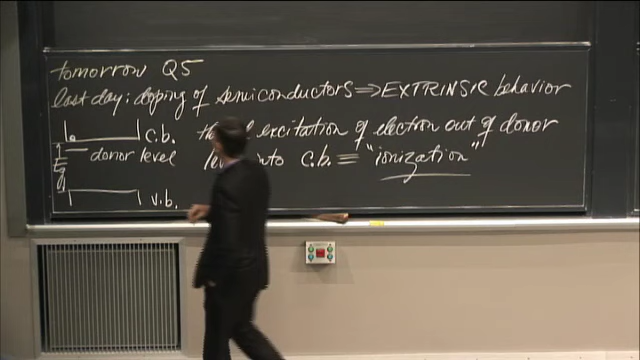 tomorrow Q5
last day: doping of semiconductors ⇒ EXTRINSIC behavior
c.b. excitation of electron out of donor
donor level into c.b. ≡ "ionization"
Eg
v.b.